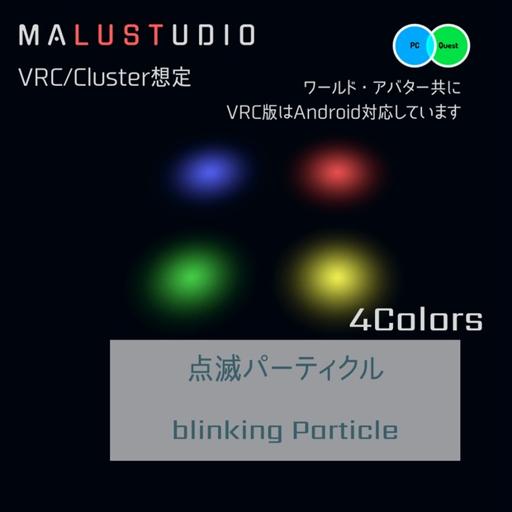 MALUSTUDIO
PC
Quest
VRC/Cluster想定
ワールド・アバター共に
VRC版はAndroid対応しています
4Colors
点滅パーティクル
blinking Particle